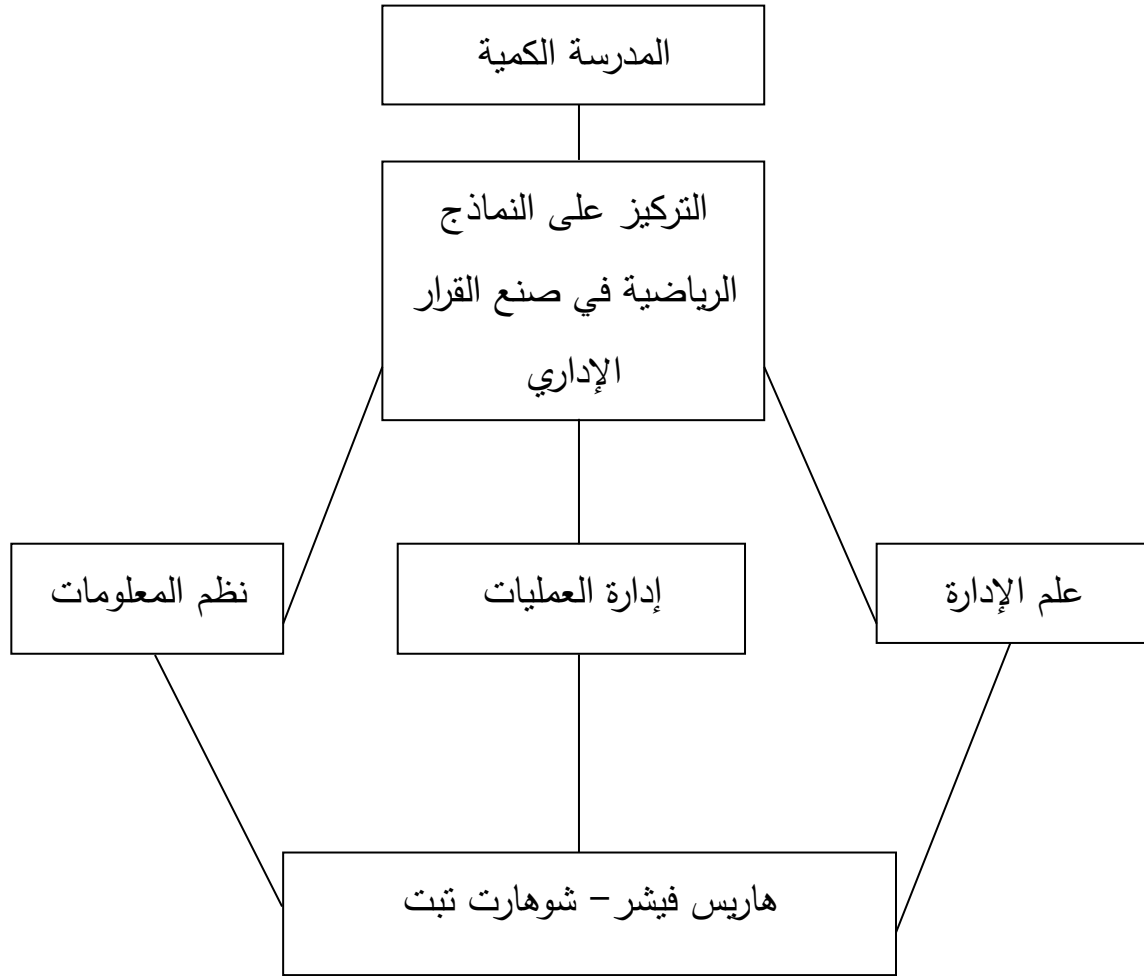 المدرسة الكمية
التركيز على النماذج
الرياضية في صنع القرار
الإداري
علم الإدارة
إدارة العمليات
نظم المعلومات
هاريس فيشر – شوهارت تبت